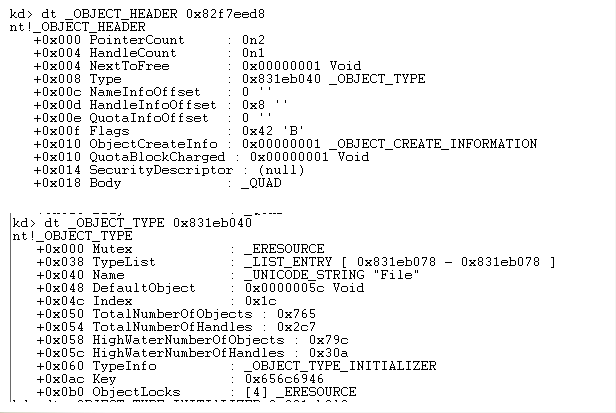 kd> dt _OBJECT_HEADER 0x82f7eed8
nt!_OBJECT_HEADER
+0x000 PointerCount : 0n2
+0x004 HandleCount : 0n1
+0x004 NextToFree : 0x00000001 Void
+0x008 Type : 0x831eb040 _OBJECT_TYPE
+0x00c NameInfoOffset : 0 ''
+0x00d HandleInfoOffset : 0x8 ''
+0x00e QuotaInfoOffset : 0 ''
+0x00f Flags : 0x42 'B'
+0x010 ObjectCreateInfo : 0x00000001 _OBJECT_CREATE_INFORMATION
+0x010 QuotaBlockCharged : 0x00000001 Void
+0x014 SecurityDescriptor : (null)
+0x018 Body : _QUAD
kd> dt _OBJECT_TYPE 0x831eb040
nt!_OBJECT_TYPE
+0x000 Mutex : _ERESOURCE
+0x038 TypeList : _LIST_ENTRY [ 0x831eb078 - 0x831eb078 ]
+0x040 Name : _UNICODE_STRING "File"
+0x048 DefaultObject : 0x0000005c Void
+0x04c Index : 0x1c
+0x050 TotalNumberOfObjects : 0x765
+0x054 TotalNumberOfHandles : 0x2c7
+0x058 HighWaterNumberOfObjects : 0x79c
+0x05c HighWaterNumberOfHandles : 0x30a
+0x060 TypeInfo : _OBJECT_TYPE_INITIALIZER
+0x0ac Key : 0x656c6946
+0x0b0 ObjectLocks : [4] _ERESOURCE